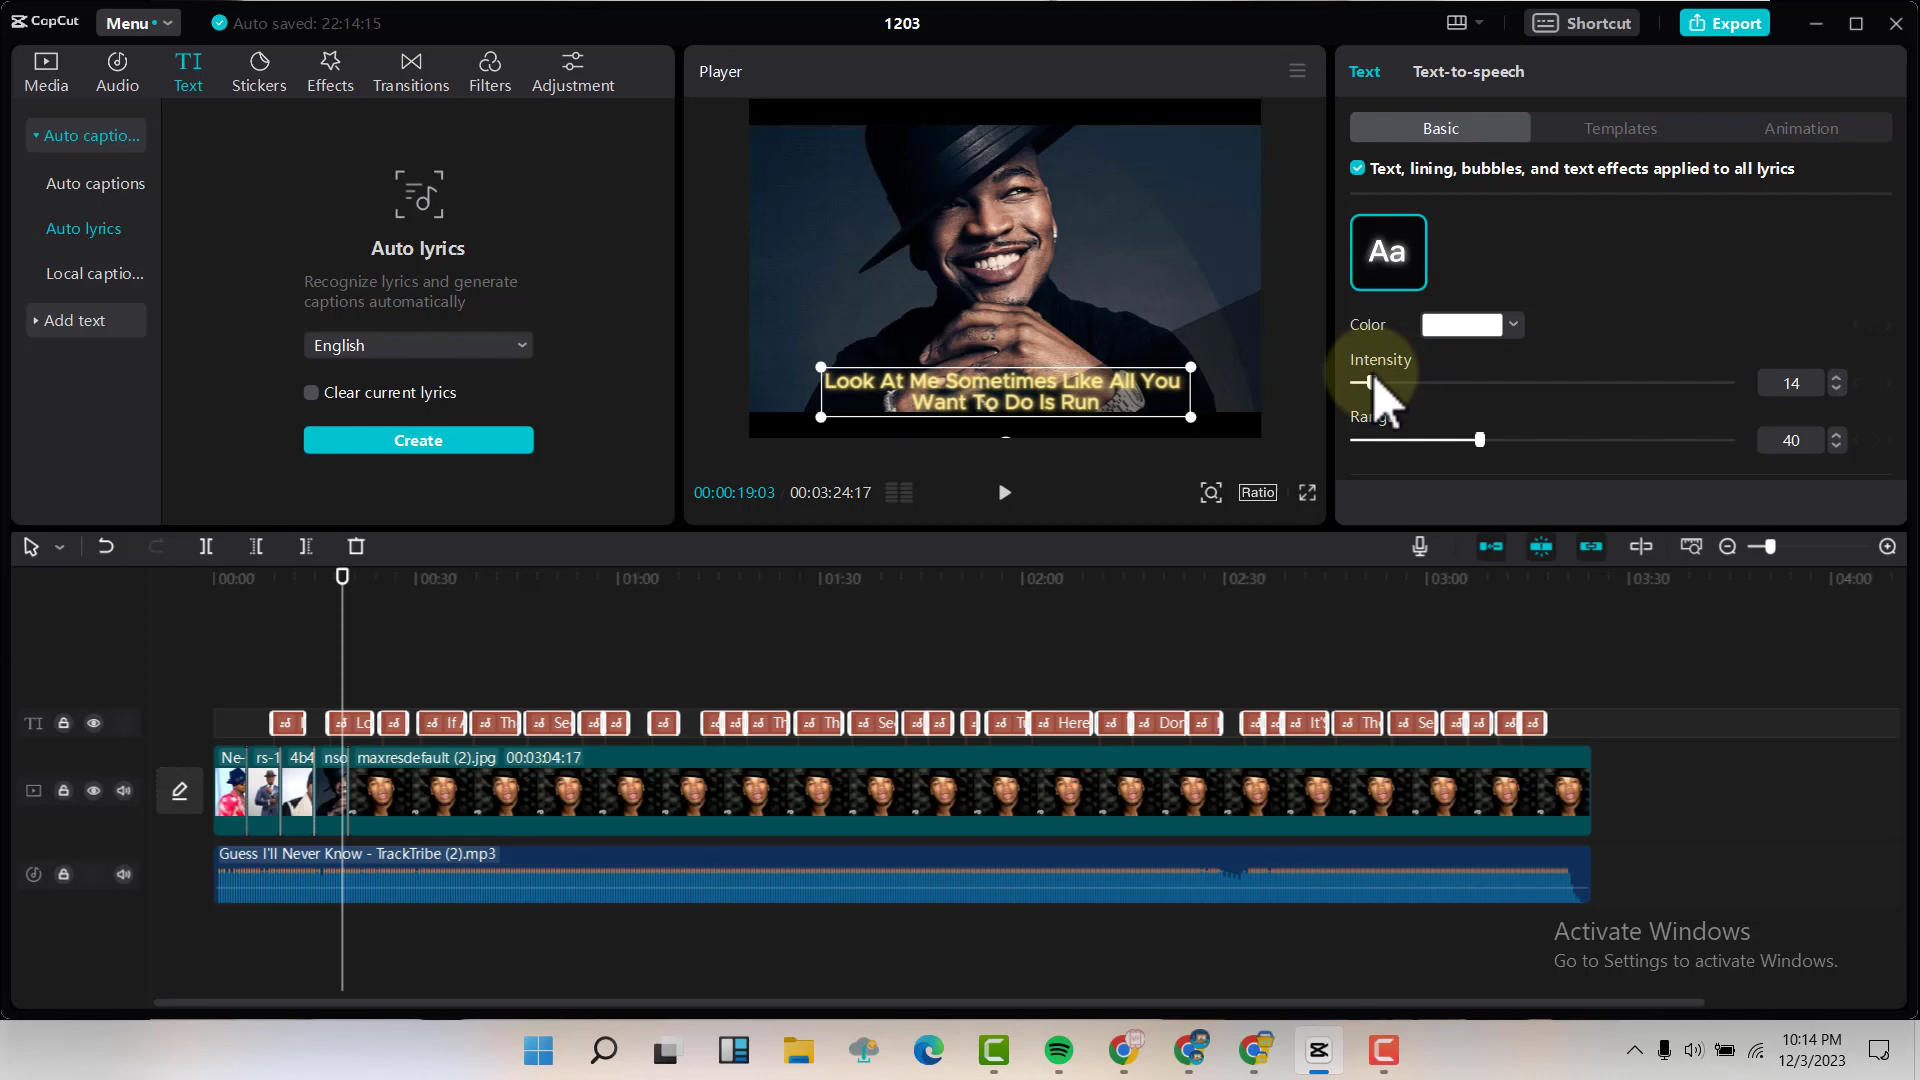 CapCut
Menu
Auto saved: 22:14:15
1203
Shortcut
Export
Media
Audio
TI
Text
Stickers
Effects
Transitions
Filters
Adjustment
Auto captio...
Auto captions
Auto lyrics
Local captio...
Add text
Auto lyrics
Recognize lyrics and generate
captions automatically
English
Clear current lyrics
Create
Player
Look At Me Sometimes Like All You
Want To Do Is Run
00:00:19:03
00:03:24:17
Ratio
Text
Text-to-speech
Basic
Templates
Animation
Text, lining, bubbles, and text effects applied to all lyrics
Aa
Color
Intensity
14
40
00:00
00:30
01:00
01:30
02:00
02:30
03:00
03:30
04:00
TI
Lo
If
Th
Se
Th
Th
Se
Here
Don
It's
The
Se
Ne-
rs-1
4b4
nso
maxresdefault (2).jpg 00:03:04:17
Guess I'll Never Know - TrackTribe (2).mp3
Activate Windows
Go to Settings to activate Windows.
10:14 PM
12/3/2023